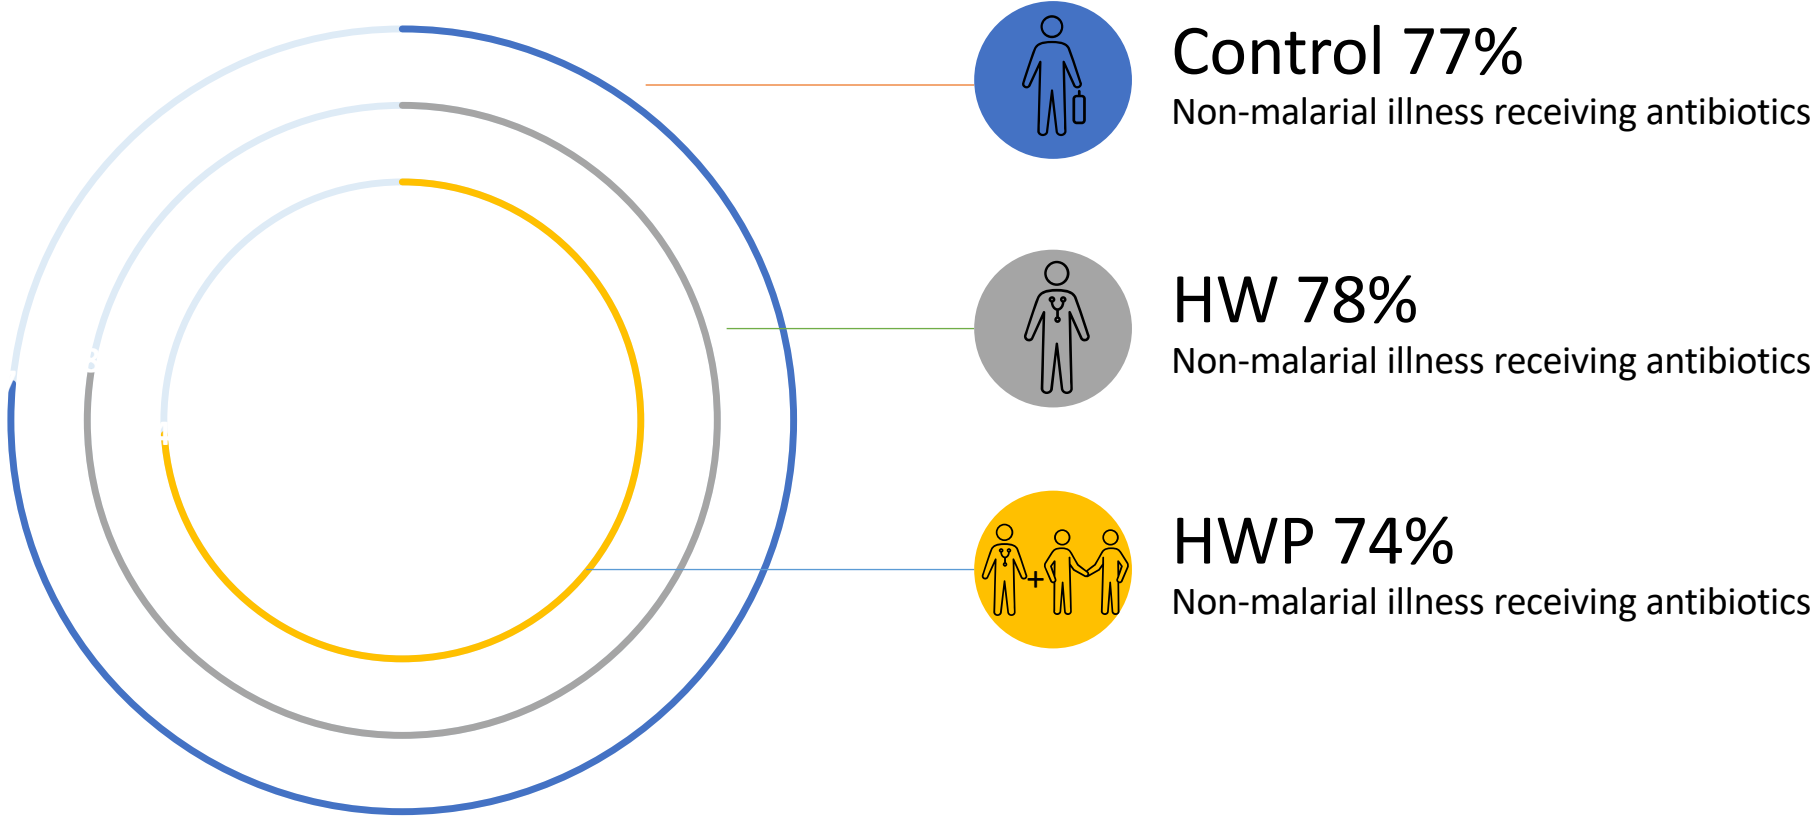 Control 77%
Non-malarial illness receiving antibiotics
HW 78%
Non-malarial illness receiving antibiotics
+
HWP 74%
Non-malarial illness receiving antibiotics